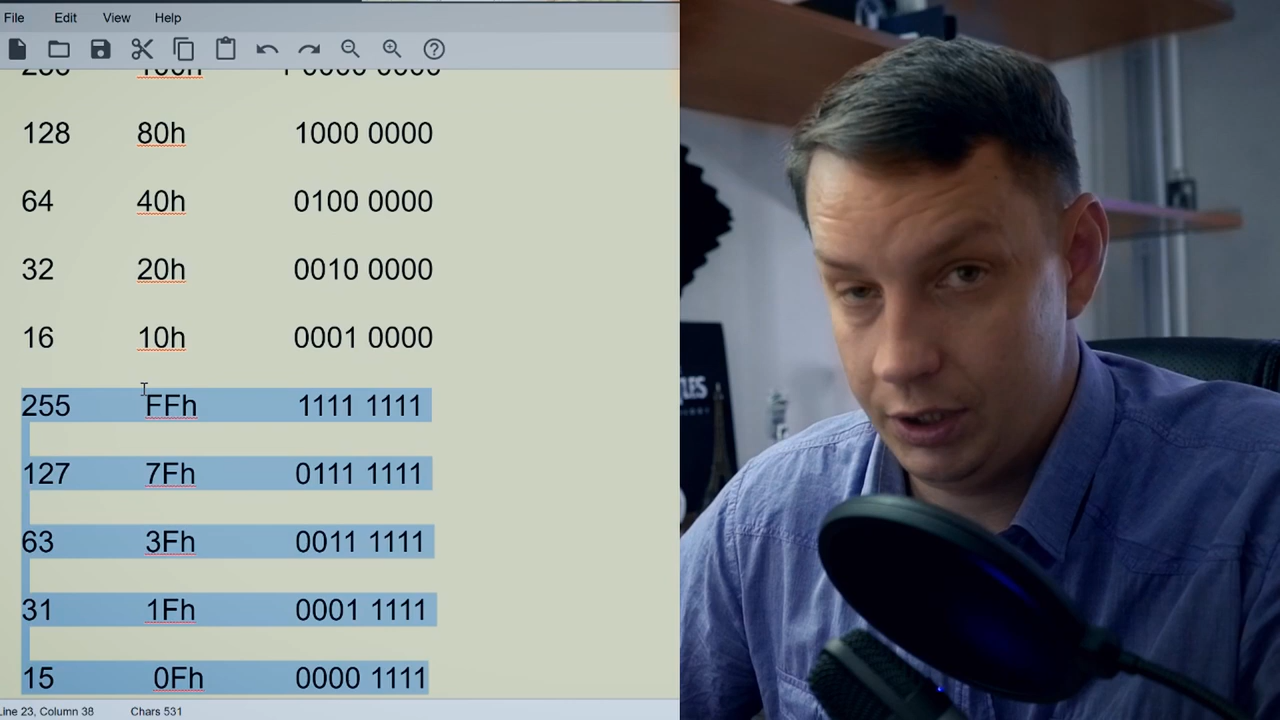 File Edit View Help
128 80h 1000 0000
64 40h 0100 0000
32 20h 0010 0000
16 10h 0001 0000
255 FFh 1111 1111
127 7Fh 0111 1111
63 3Fh 0011 1111
31 1Fh 0001 1111
15 0Fh 0000 1111
Line 23, Column 38 Chars 531